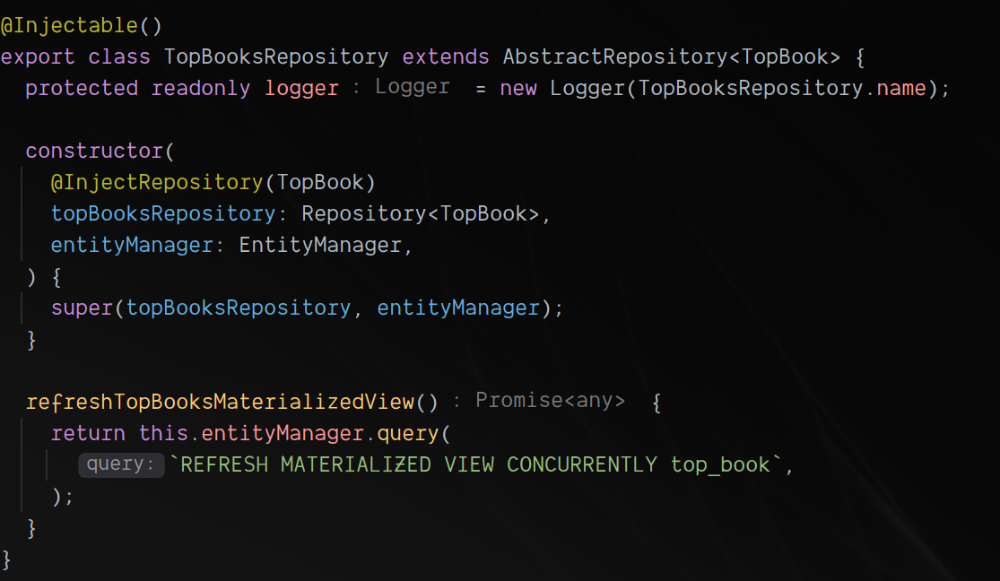 @Injectable()
export class TopBooksRepository extends AbstractRepository<TopBook> {
protected readonly logger : Logger = new Logger(TopBooksRepository.name);
constructor(
@InjectRepository(TopBook)
topBooksRepository: Repository<TopBook>,
entityManager: EntityManager,
) {
super(topBooksRepository, entityManager);
}
refreshTopBooksMaterializedView() : Promise<any> {
return this.entityManager.query(
query: `REFRESH MATERIALIZED VIEW CONCURRENTLY top_book`,
);
}
}